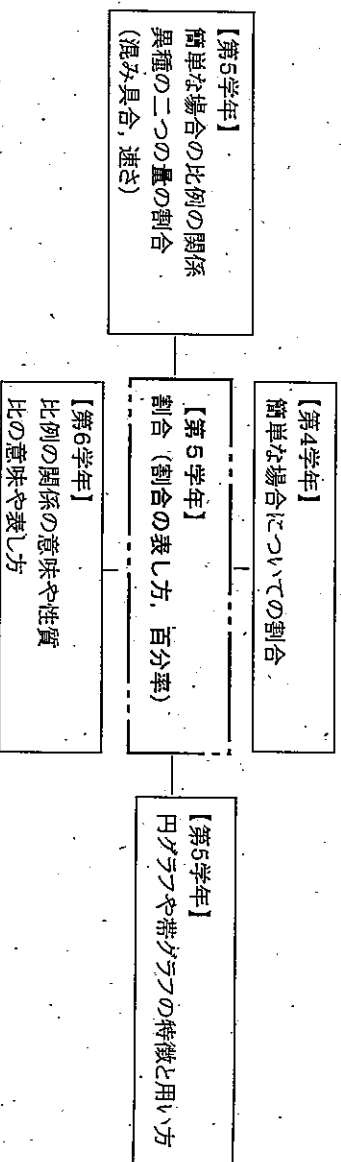 【第4学年】
簡単な場合についての割合
【第5学年】
簡単な場合の比例の関係
異種の二つの量の割合
(混み具合,速さ)
【第5学年】
割合(割合の表し方,百分率)
【第5学年】
円グラフや帯グラフの特徴と用い方
【第6学年】
比例の関係の意味や性質
比の意味や表し方